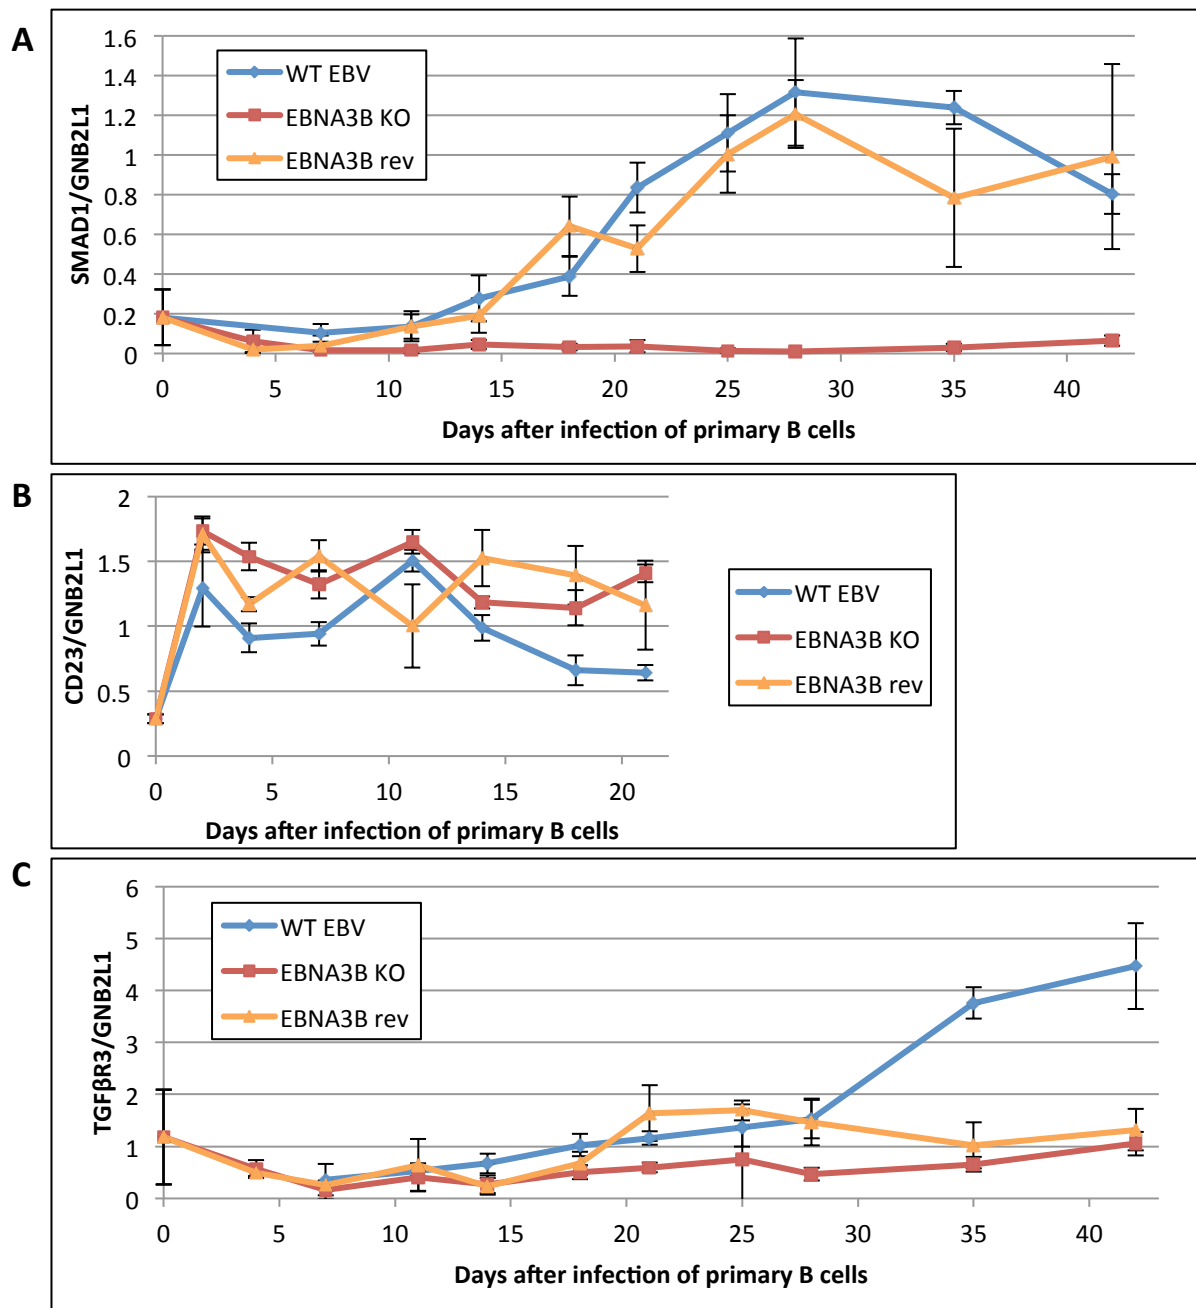 A
SMAD1/GNB2L1
1.6
1.4
1.2
1
0.8
0.6
0.4
0.2
0
WT EBV
EBNA3B KO
EBNA3B rev
0 5 10 15 20 25 30 35 40
Days after infection of primary B cells
B
CD23/GNB2L1
2
1.5
1
0.5
0
0 5 10 15 20
Days after infection of primary B cells
WT EBV
EBNA3B KO
EBNA3B rev
C
TGFβR3/GNB2L1
6
5
4
3
2
1
0
WT EBV
EBNA3B KO
EBNA3B rev
0 5 10 15 20 25 30 35 40
Days after infection of primary B cells